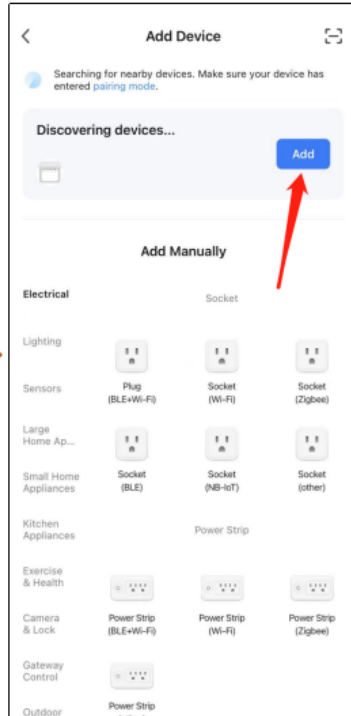 Add Device
Searching for nearby devices. Make sure your device has
entered pairing mode.
Discovering devices...
Add
Add Manually
Electrical
Socket
Lighting
Sensors
Plug
(BLE+Wi-Fi)
Socket
(Wi-Fi)
Socket
(Zigbee)
Large
Home Ap...
Small Home
Appliances
Socket
(BLE)
Socket
(NB-IoT)
Socket
(other)
Kitchen
Appliances
Power Strip
Exercise
& Health
Camera
& Lock
Power Strip
(BLE+Wi-Fi)
Power Strip
(Wi-Fi)
Power Strip
(Zigbee)
Gateway
Control
Outdoor
Power Strip